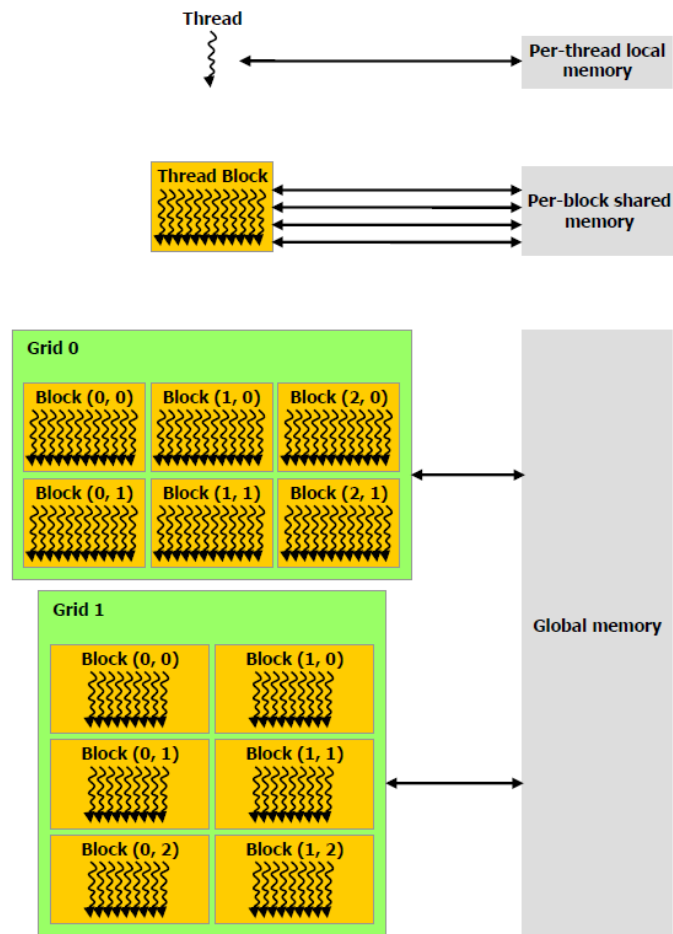 Thread
Per-thread local
memory
Thread Block
Per-block shared
memory
Grid 0
Block (0, 0)
Block (1, 0)
Block (2, 0)
Block (0, 1)
Block (1, 1)
Block (2, 1)
Grid 1
Global memory
Block (0, 0)
Block (1, 0)
Block (0, 1)
Block (1, 1)
Block (0, 2)
Block (1, 2)